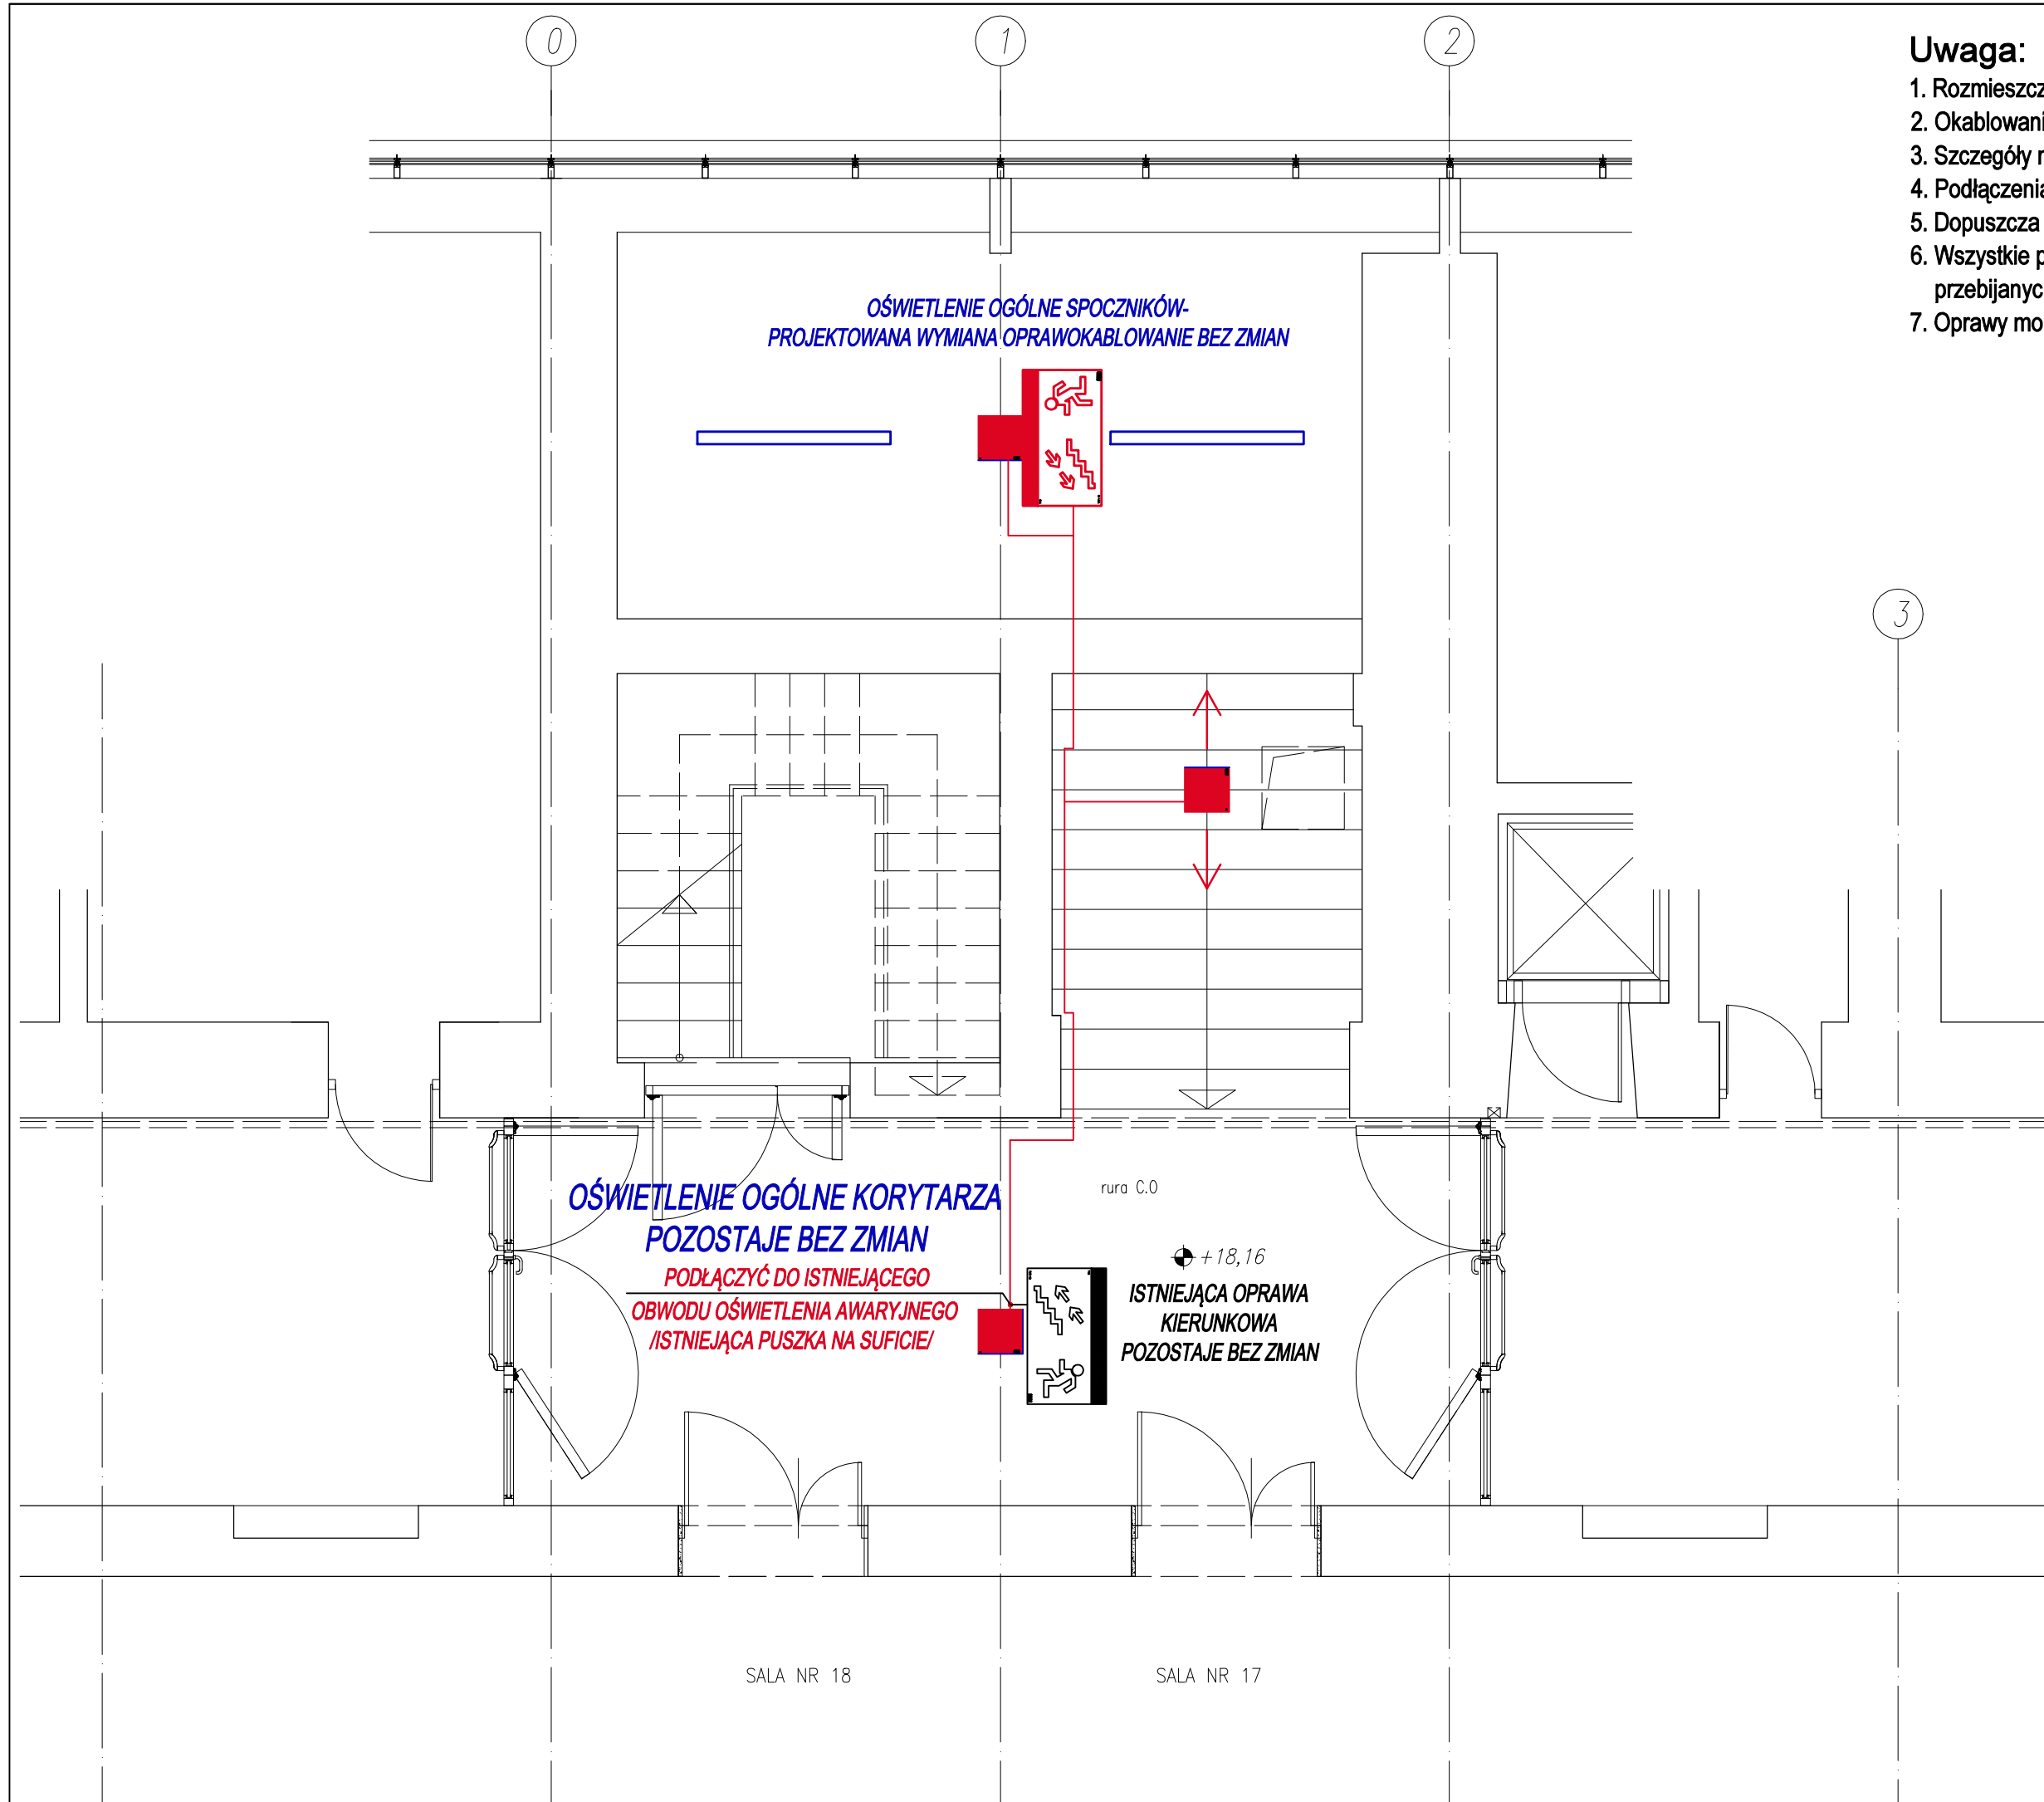 0
1
2
Uwaga:
1. Rozmieszcz
2. Okablowani
3. Szczegóły
4. Podłączenia
5. Dopuszcza
6. Wszystkie p
przebijanyc
7. Oprawy mo
OŚWIETLENIE OGÓLNE SPOCZNIKÓW-
PROJEKTOWANA WYMIANA OPRAWOKABLOWANIE BEZ ZMIAN
3
OŚWIETLENIE OGÓLNE KORYTARZA
POZOSTAJE BEZ ZMIAN
PODŁĄCZYĆ DO ISTNIEJĄCEGO
OBWODU OŚWIETLENIA AWARYJNEGO
/ISTNIEJĄCA PUSZKA NA SUFICIE/
rura C.O
+18,16
ISTNIEJĄCA OPRAWA
KIERUNKOWA
POZOSTAJE BEZ ZMIAN
SALA NR 18
SALA NR 17